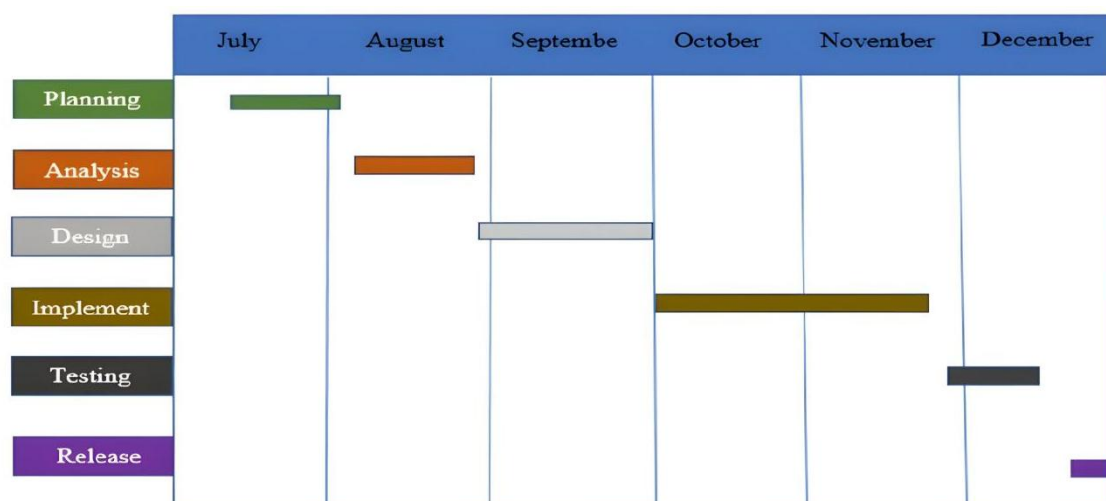 July August Septembe October November December
Planning
Analysis
Design
Implement
Testing
Release